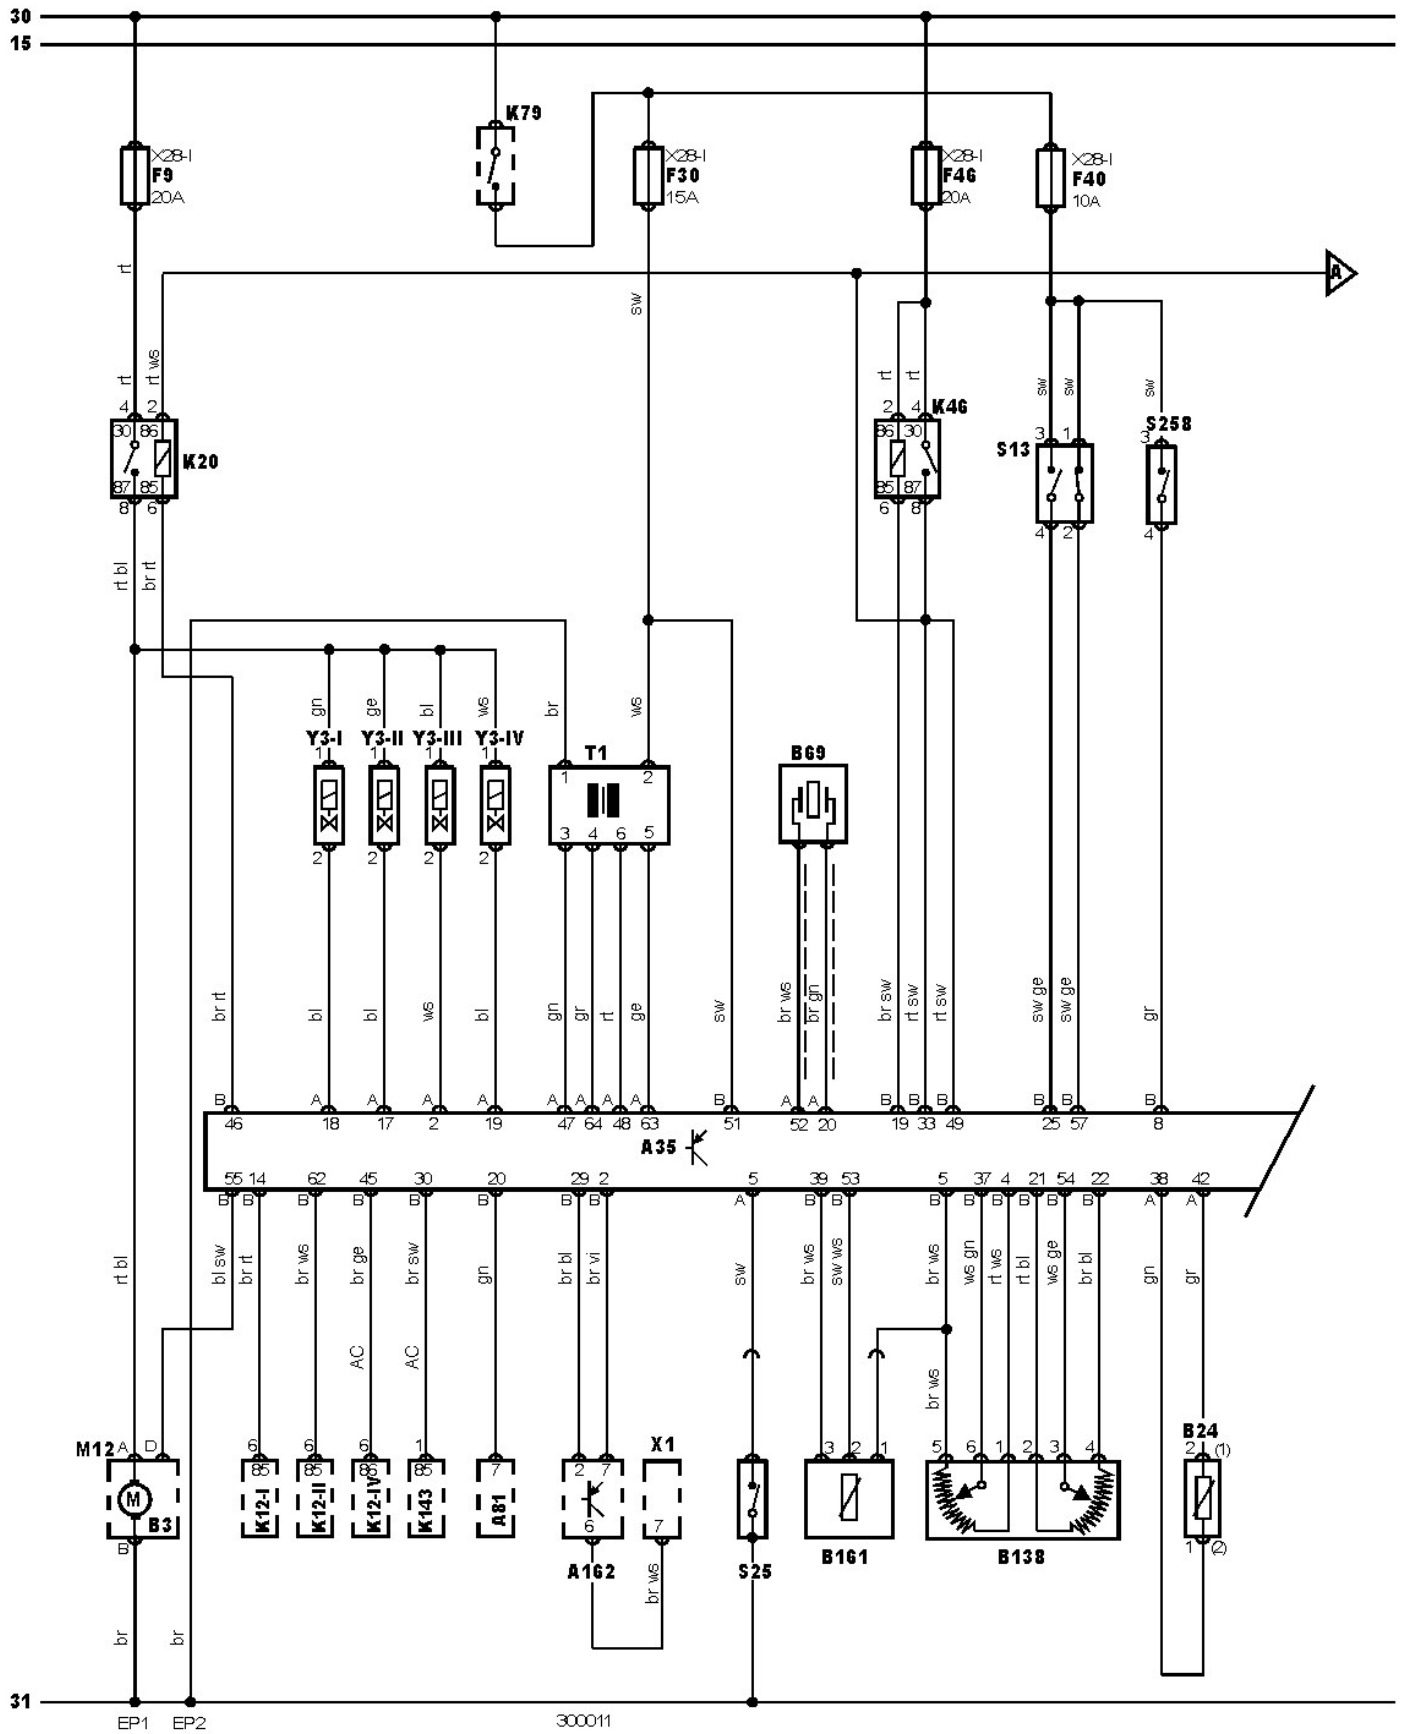 30
15
K79
X28-I
F9
20A
X28-I
F30
15A
X28-I
F46
20A
X28-I
F40
10A
A
rt
sw
rt
rt ws
rt
rt
sw
sw
sw
4 2
2 4
K46
S258
30 86
86 30
S13
3 1
3
K20
87 85
85 87
8 6
6 8
4 2
4
rt bl
br rt
gn
ge
bl
ws
br
ws
Y3-I Y3-II Y3-III Y3-IV
T1
B69
1 1 1 1
1 2
3 4 6 5
2 2 2 2
br rt
bl
bl
ws
bl
gn
gr
rt
ge
sw
br ws
br gn
br sw
rt sw
rt sw
sw ge
sw ge
gr
B A A A A A A A A B A A B B B B B B
46 18 17 2 19 47 64 48 63 51 52 20 19 33 49 25 57 8
A35
55 14 62 45 30 20 29 2 5 39 53 5 37 4 21 54 22 38 42
B B B B B B B B A B B B B B B B B A A
rt bl
bl sw
br rt
br ws
br ge
br sw
gn
br bl
br vi
sw
br ws
sw ws
br ws
ws gn
rt ws
rt bl
ws ge
br bl
gn
gr
AC
AC
br ws
B24
M12
A D
6 6 6 1
X1
3 2 1
5 6 1 2 3 4
2 (1)
85 85 86 85 7
2 7
M
B3
K12-I
K12-II
K12-IV
K143
A81
6
7
B
1 (2)
A162
S25
B161
B138
br ws
br
br
31
EP1 EP2
300011